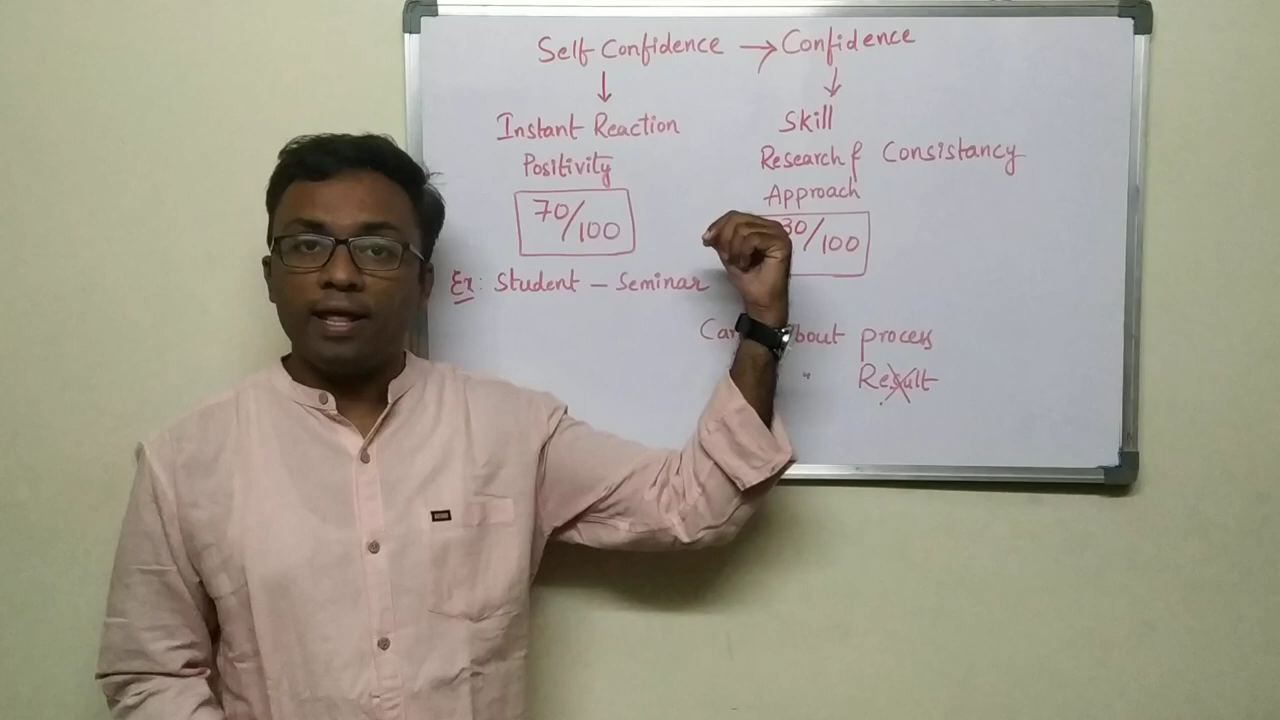 Self Confidence → Confidence
↓ ↓
Instant Reaction
Positivity
70/100
Skill
Research & Consistancy
Approach
30/100
Ex: Student – Seminar
about process
Result